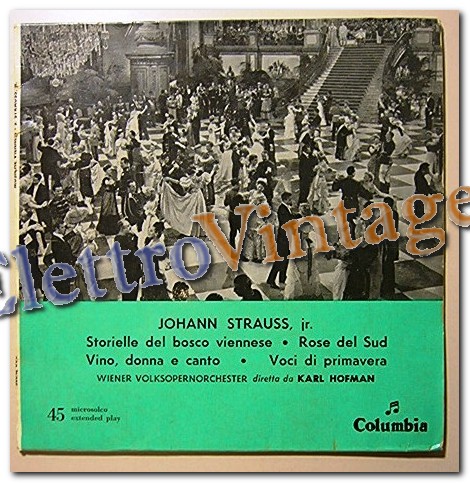 ElettroVintage
JOHANN STRAUSS, jr.
Storielle del bosco viennese • Rose del Sud
Vino, donna e canto • Voci di primavera
WIENER VOLKSOPERNORCHESTER diretta da KARL HOFMAN
45 microsolco
extended play
Columbia